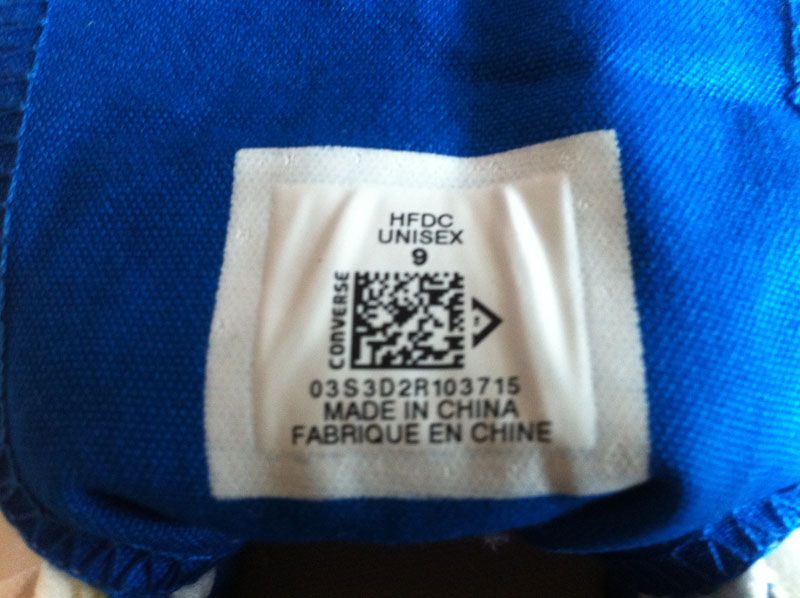 HFDC
UNISEX
9
CONVERSE
03S3D2R103715
MADE IN CHINA
FABRIQUE EN CHINE